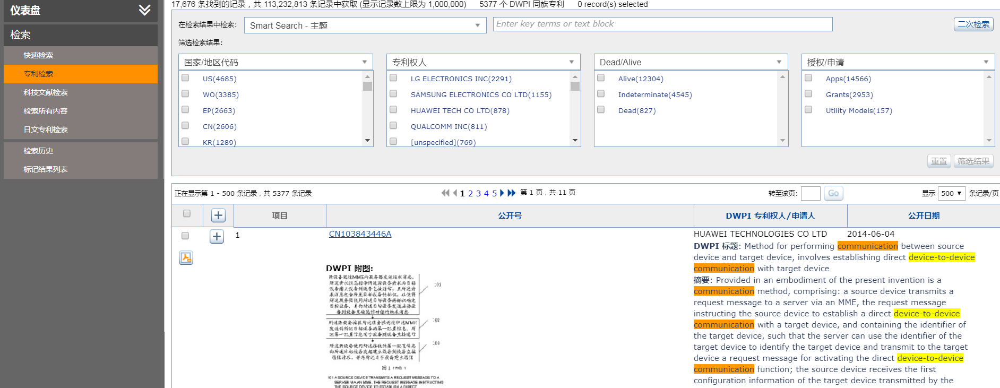 仪表盘
检索
快速检索
专利检索
科技文献检索
检索所有内容
日文专利检索
检索历史
标记结果列表
17,676 条找到的记录，共 113,232,813 条记录中获取 (显示记录数上限为 1,000,000) 5377 个 DWPI 同族专利 0 record(s) selected
在检索结果中检索: Smart Search - 主题 Enter key terms or text block 二次检索
筛选检索结果:
国家/地区代码
US(4685)
WO(3385)
EP(2663)
CN(2606)
KR(1289)
专利权人
LG ELECTRONICS INC(2291)
SAMSUNG ELECTRONICS CO LTD(1155)
HUAWEI TECH CO LTD(878)
QUALCOMM INC(811)
[unspecified](769)
Dead/Alive
Alive(12304)
Indeterminate(4545)
Dead(827)
授权/申请
Apps(14566)
Grants(2953)
Utility Models(157)
重置 筛选结果
正在显示第 1 - 500 条记录，共 5377 条记录 1 2 3 4 5 第 1 页，共 11 页 转至该页: Go 显示 500 条记录/页
项目 公开号 DWPI 专利权人/申请人 公开日期
1 CN103843446A HUAWEI TECHNOLOGIES CO LTD 2014-06-04
DWPI 附图:
101
102
103
图 1 / FIG. 1
101 A SOURCE DEVICE TRANSMITS A REQUEST MESSAGE TO A
SERVER VIA AN MME, THE REQUEST MESSAGE INSTRUCTING
THE SOURCE DEVICE TO ESTABLISH A DIRECT
DWPI 标题: Method for performing communication between source
device and target device, involves establishing direct device-to-device
communication with target device
摘要: Provided in an embodiment of the present invention is a
communication method, comprising: a source device transmits a
request message to a server via an MME, the request message
instructing the source device to establish a direct device-to-device
communication with a target device, and containing the identifier of
the target device, such that the server can use the identifier of the
target device to identify the target device and transmit to the target
device a request message for activating the direct device-to-device
communication function; the source device receives the first
configuration information of the target device transmitted by the